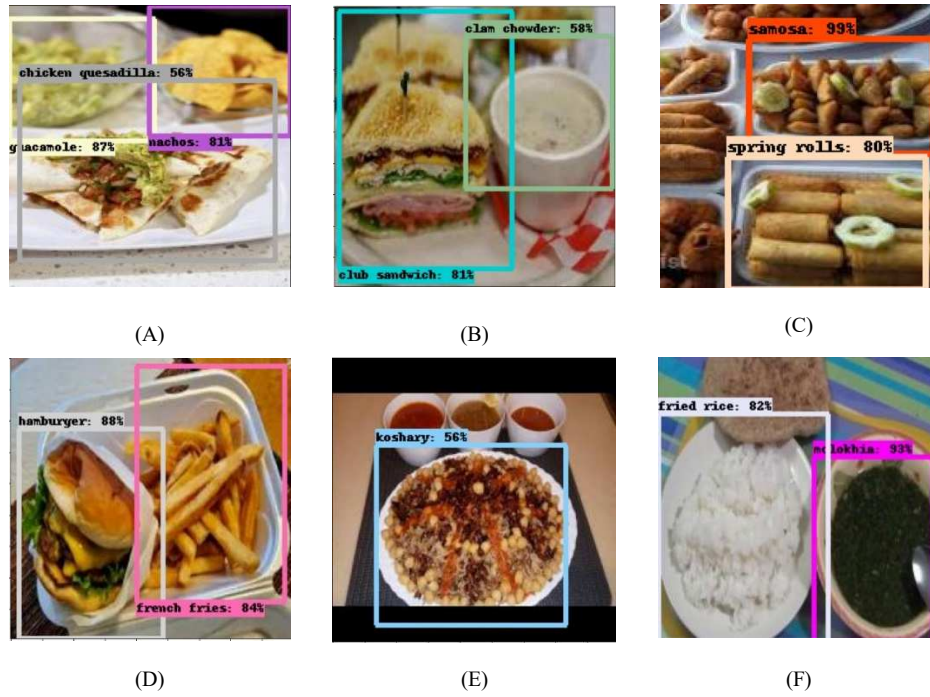 chicken quesadilla: 56%
guacamole: 87%
nachos: 81%
clam chowder: 58%
club sandwich: 81%
samosa: 99%
spring rolls: 80%
(A)
(B)
(C)
hamburger: 88%
french fries: 84%
koshary: 56%
fried rice: 82%
molokhia: 93%
(D)
(E)
(F)